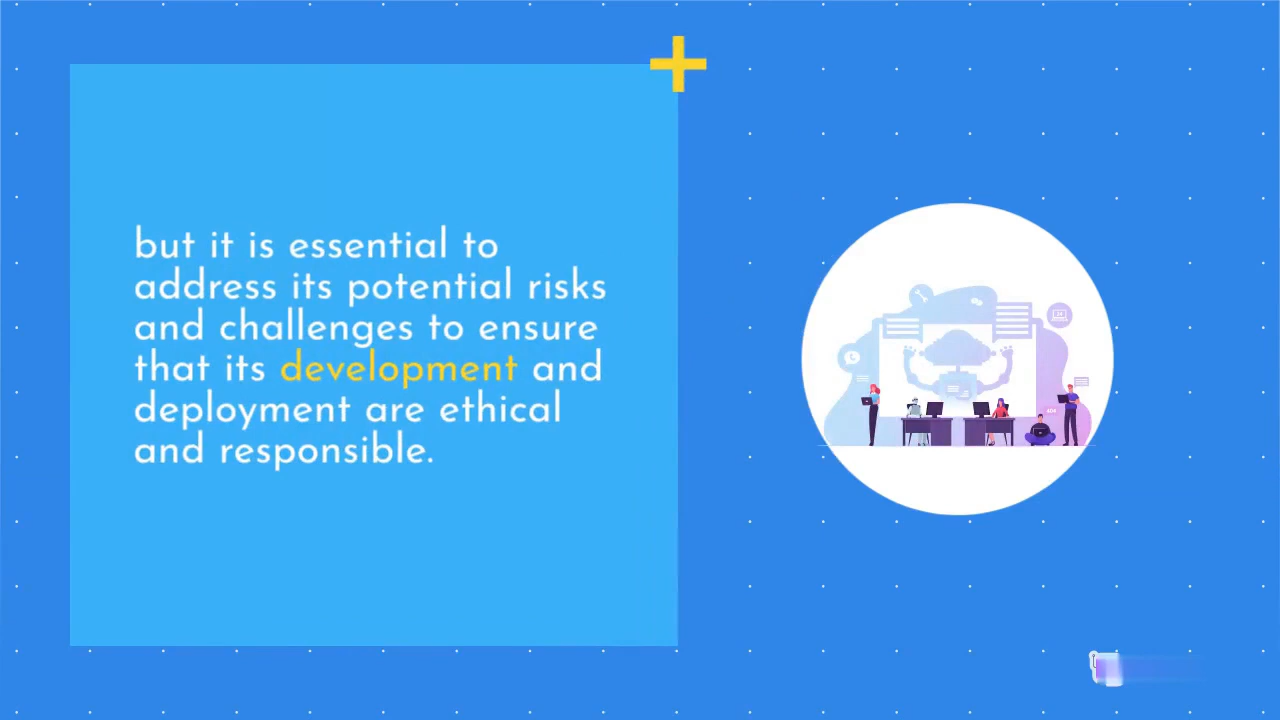 but it is essential to
address its potential risks
and challenges to ensure
that its development and
deployment are ethical
and responsible.